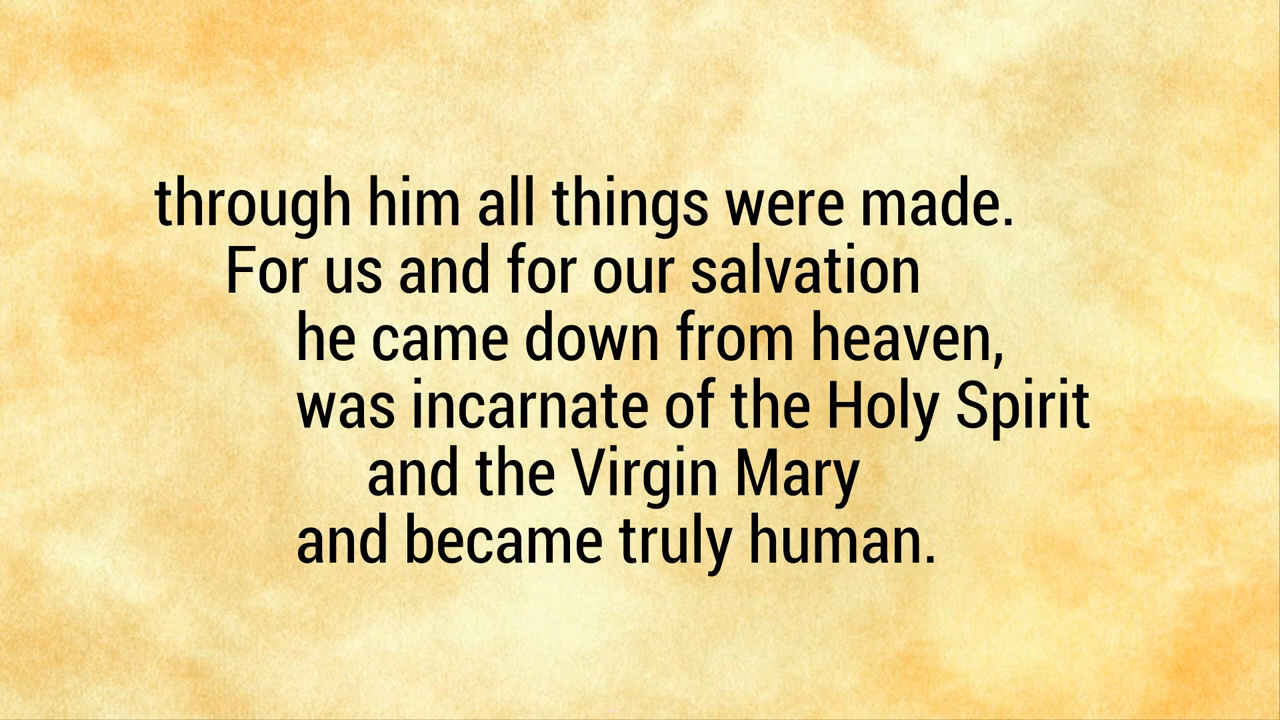 through him all things were made.
For us and for our salvation
he came down from heaven,
was incarnate of the Holy Spirit
and the Virgin Mary
and became truly human.